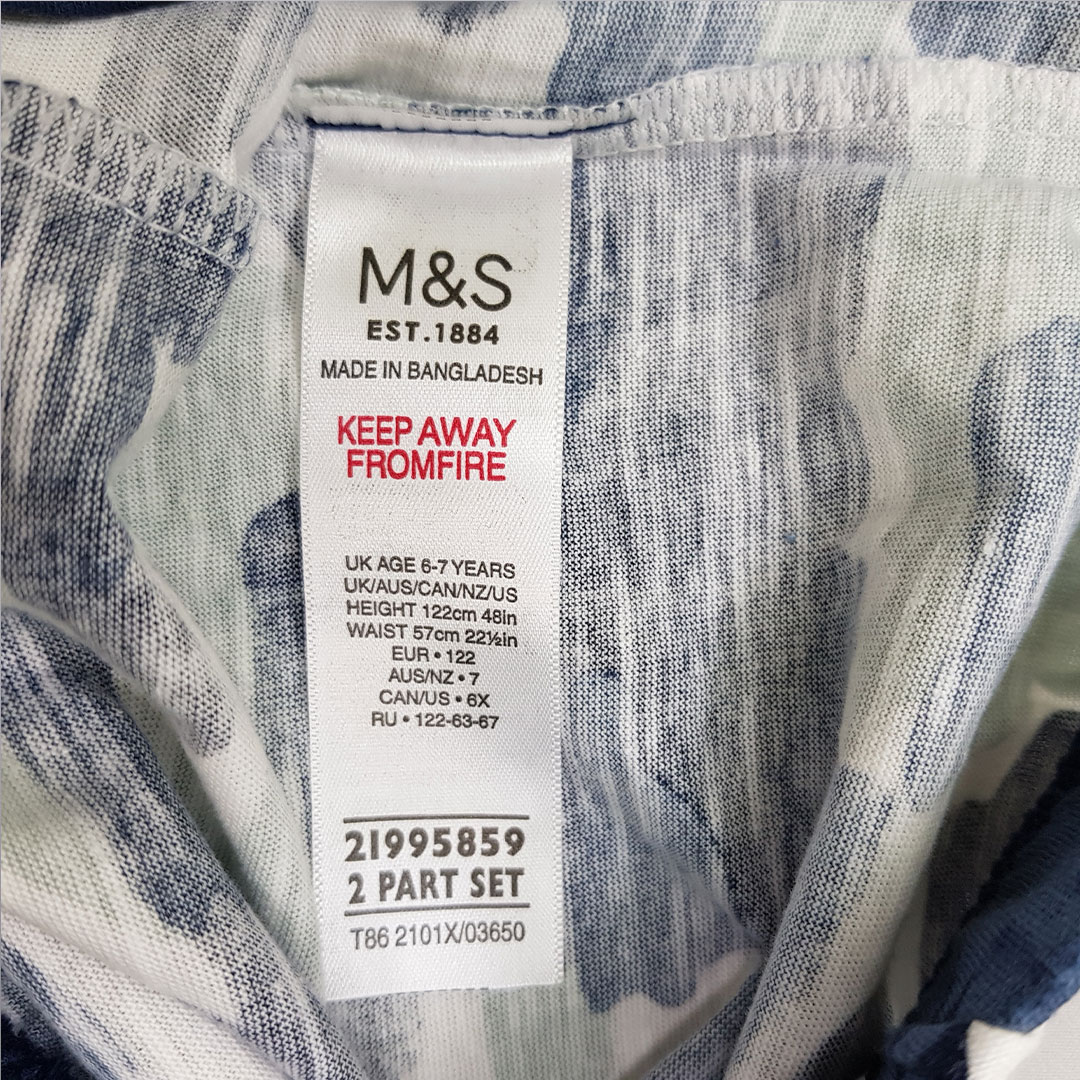 M&S
EST.1884
MADE IN BANGLADESH
KEEP AWAY
FROMFIRE
UK AGE 6-7 YEARS
UK/AUS/CAN/NZ/US
HEIGHT 122cm 48in
WAIST 57cm 22½in
EUR • 122
AUS/NZ • 7
CAN/US • 6X
RU • 122-63-67
21995859
2 PART SET
T86 2101X/03650